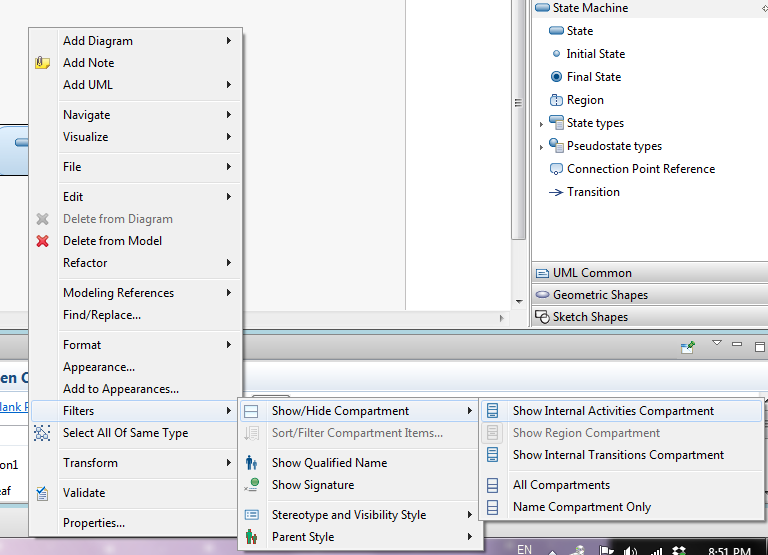 Add Diagram
Add Note
Add UML
Navigate
Visualize
File
Edit
Delete from Diagram
Delete from Model
Refactor
Modeling References
Find/Replace...
Format
Appearance...
Add to Appearances...
Filters
Select All Of Same Type
Transform
Validate
Properties...
Show/Hide Compartment
Sort/Filter Compartment Items...
Show Qualified Name
Show Signature
Stereotype and Visibility Style
Parent Style
Show Internal Activities Compartment
Show Region Compartment
Show Internal Transitions Compartment
All Compartments
Name Compartment Only
State Machine
State
Initial State
Final State
Region
State types
Pseudostate types
Connection Point Reference
Transition
UML Common
Geometric Shapes
Sketch Shapes
en C
lank F
on1
eaf
EN
8:51 PM